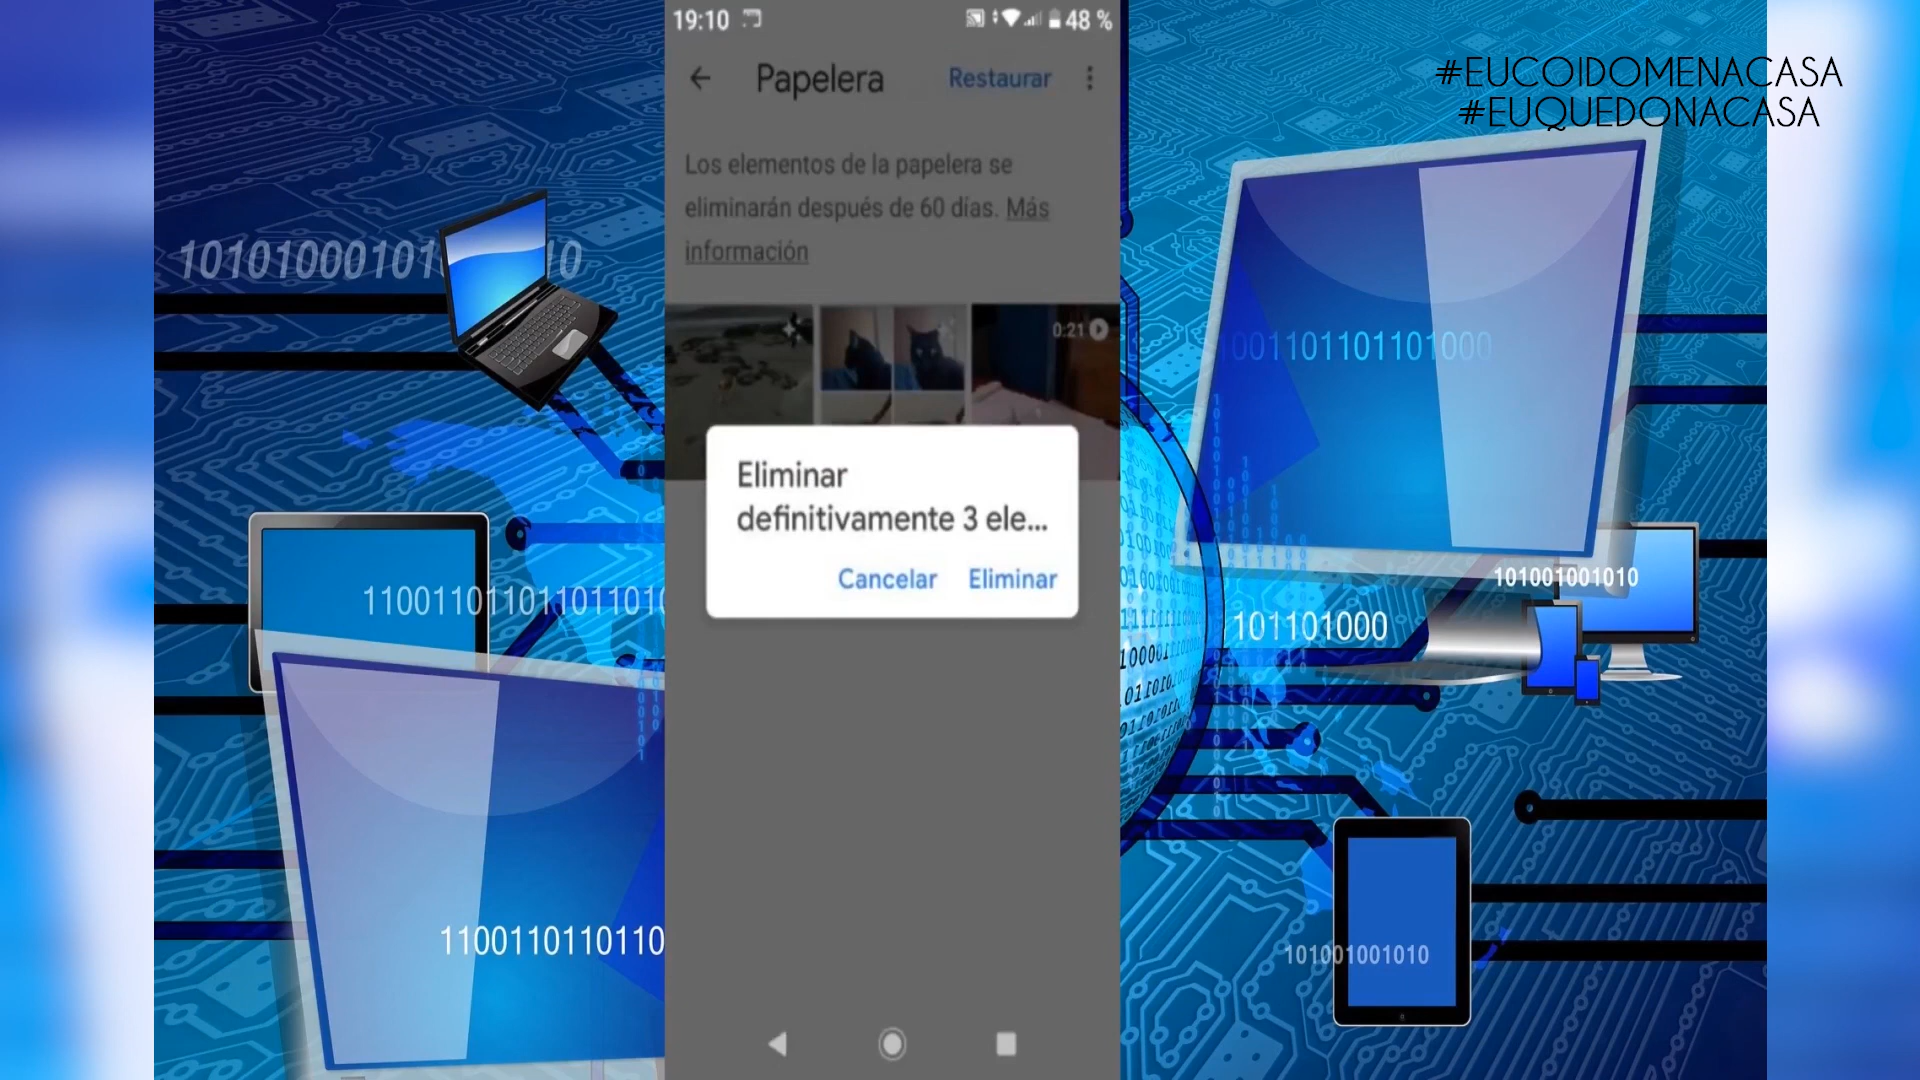 #EUCOIDOMENACASA
#EUQUEDONACASA
19:10
48 %
Papelera
Restaurar
Los elementos de la papelera se
eliminarán después de 60 días. Más
información
0:21
Eliminar
definitivamente 3 ele...
Cancelar
Eliminar
101001001010
101101000
1100110110110
101001001010